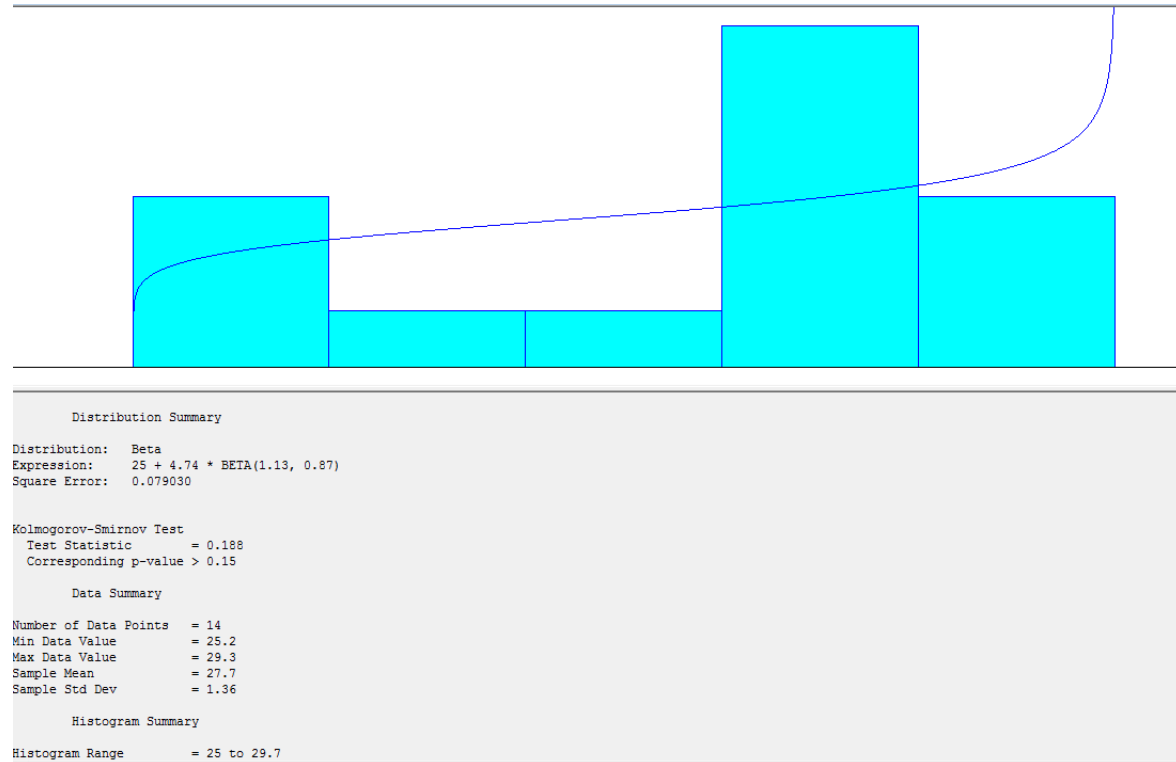 Distribution Summary
Distribution:   Beta
Expression:     25 + 4.74 * BETA(1.13, 0.87)
Square Error:   0.079030
Kolmogorov-Smirnov Test
Test Statistic        = 0.188
Corresponding p-value > 0.15
Data Summary
Number of Data Points   = 14
Min Data Value          = 25.2
Max Data Value          = 29.3
Sample Mean             = 27.7
Sample Std Dev          = 1.36
Histogram Summary
Histogram Range         = 25 to 29.7